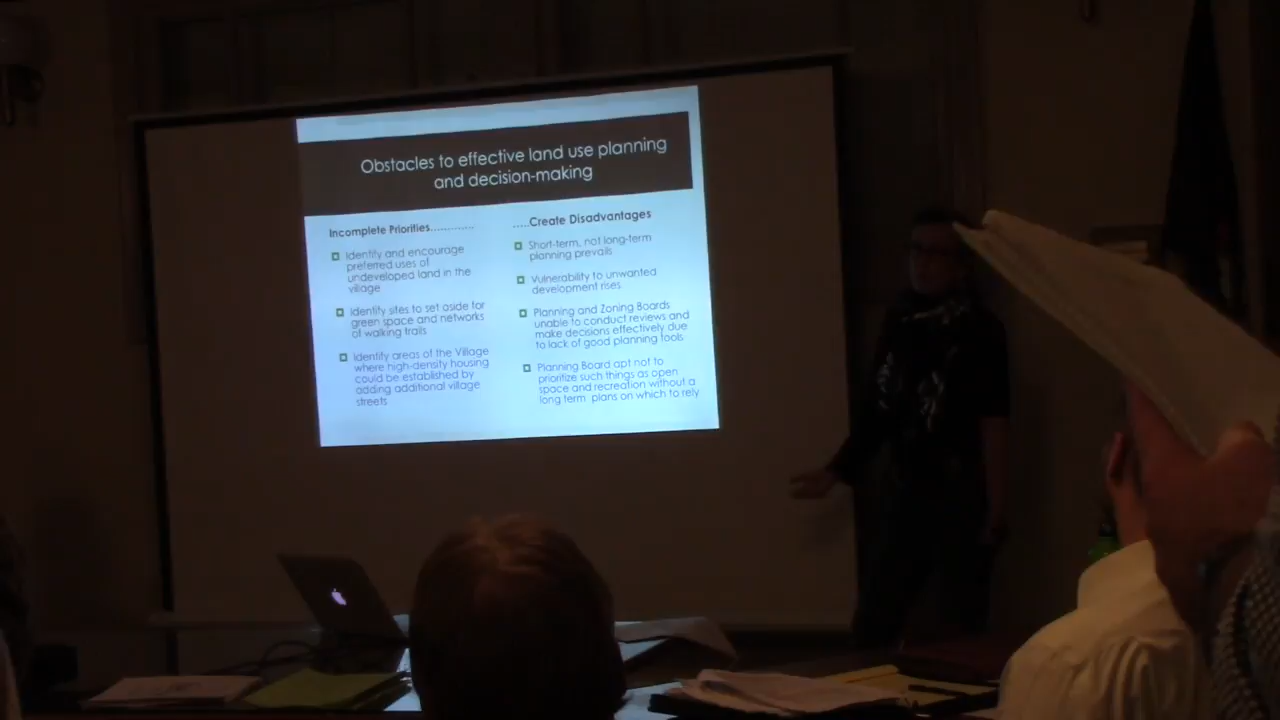 Obstacles to effective land use planning
and decision-making
Incomplete Priorities............
Identify and encourage
preferred uses of
undeveloped land in the
village
Identify sites to set aside for
green space and networks
of walking trails
Identify areas of the Village
where high-density housing
could be established by
adding additional village
streets
.....Create Disadvantages
Short-term, not long-term
planning prevails
Vulnerability to unwanted
development rises
Planning and Zoning Boards
unable to conduct reviews and
make decisions effectively due
to lack of good planning tools
Planning Board apt not to
prioritize such things as open
space and recreation without a
long term plans on which to rely